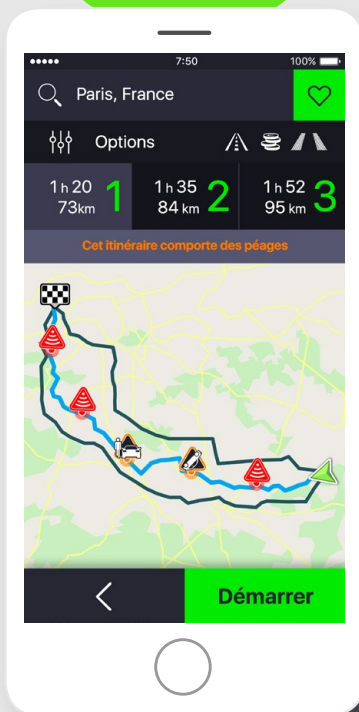 7:50
100%
Paris, France
Options
1 h 20
73km
1
1 h 35
84 km
2
1 h 52
95 km
3
Cet itinéraire comporte des péages
Démarrer